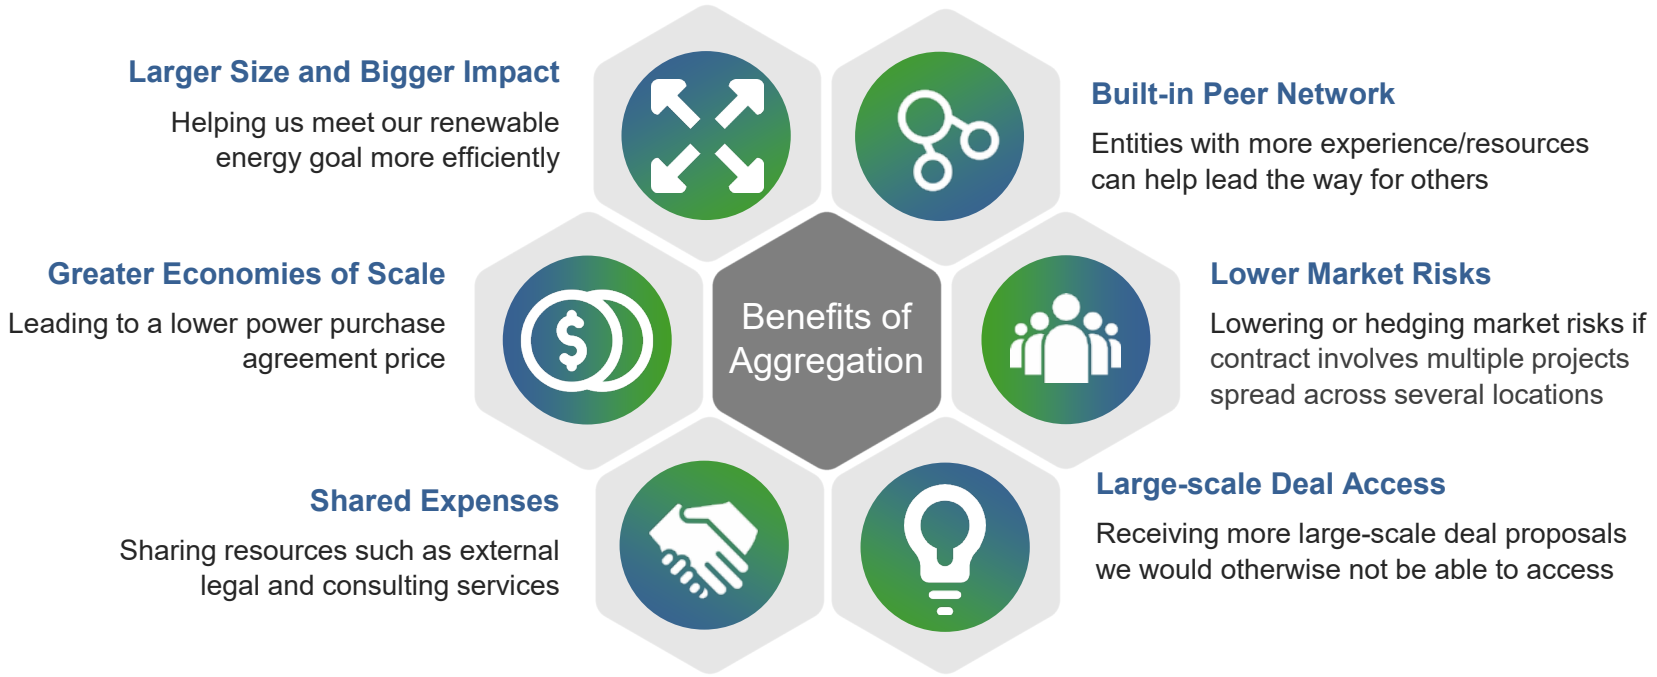 Larger Size and Bigger Impact
Helping us meet our renewable
energy goal more efficiently
Built-in Peer Network
Entities with more experience/resources
can help lead the way for others
Greater Economies of Scale
Leading to a lower power purchase
agreement price
Benefits of
Aggregation
Lower Market Risks
Lowering or hedging market risks if
contract involves multiple projects
spread across several locations
Shared Expenses
Sharing resources such as external
legal and consulting services
Large-scale Deal Access
Receiving more large-scale deal proposals
we would otherwise not be able to access